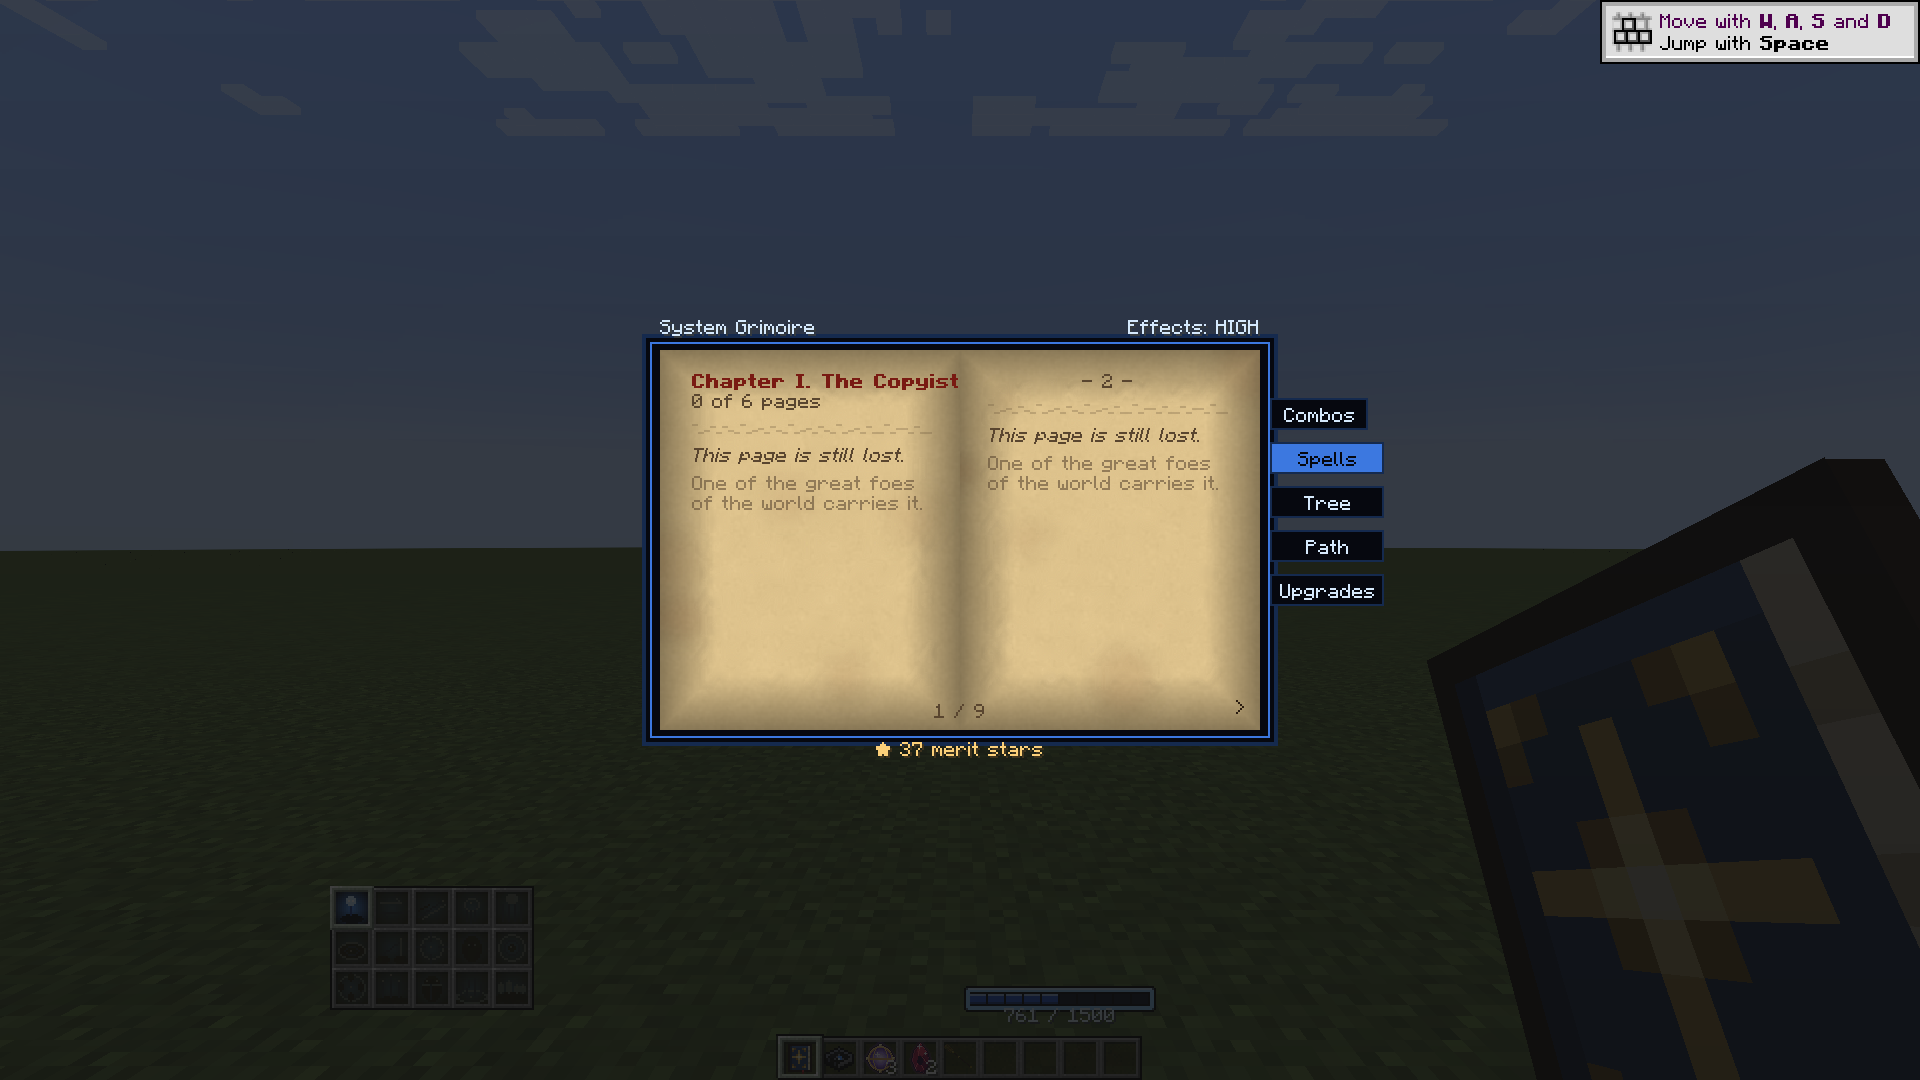 Move with W, A, S and D
Jump with Space
System Grimoire
Effects: HIGH
Chapter I. The Copyist
0 of 6 pages
This page is still lost.
One of the great foes
of the world carries it.
- 2 -
This page is still lost.
One of the great foes
of the world carries it.
1 / 9
>
Combos
Spells
Tree
Path
Upgrades
37 merit stars
761 / 1500
3
2